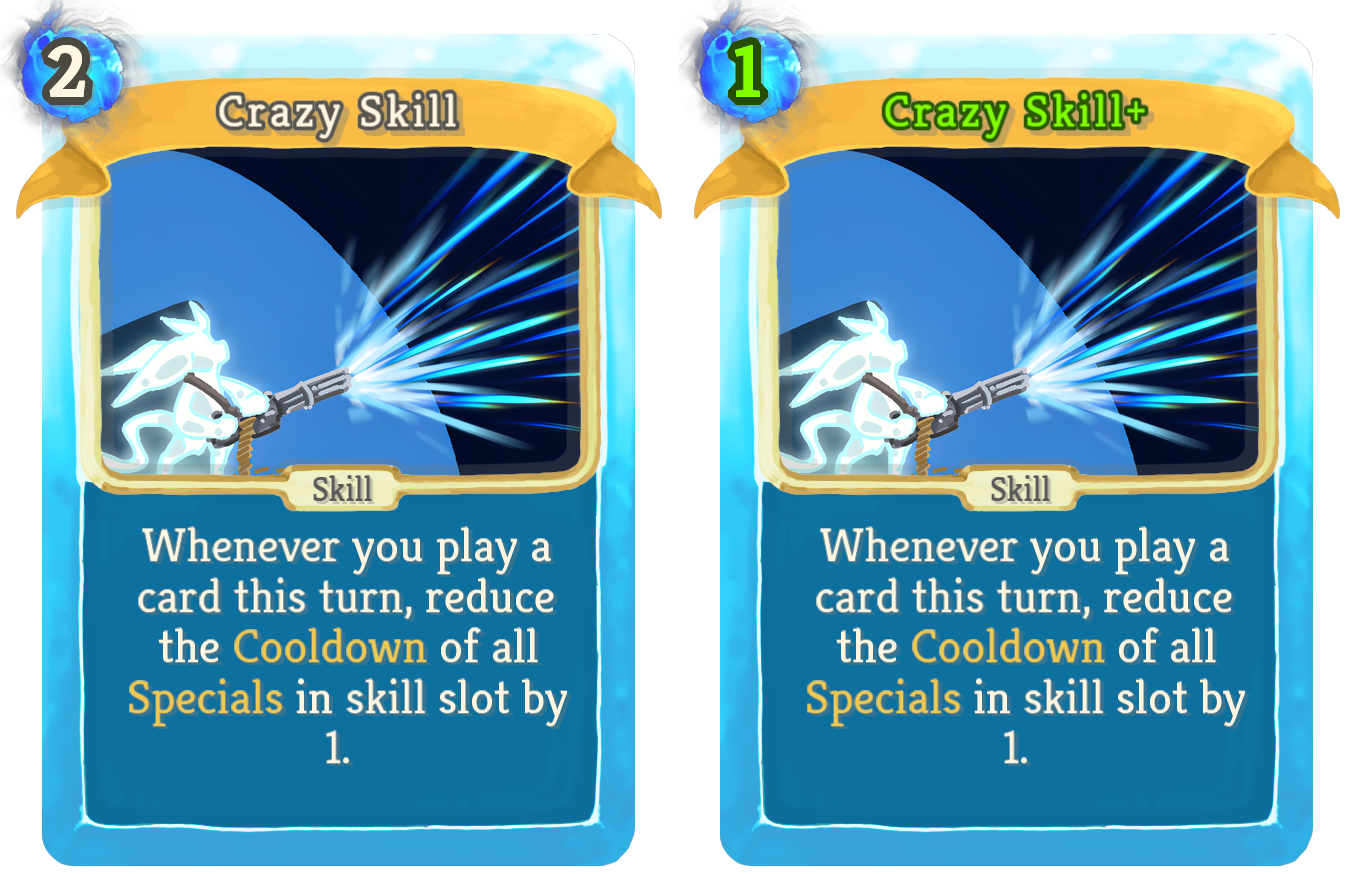 2
Crazy Skill
Skill
Whenever you play a
card this turn, reduce
the Cooldown of all
Specials in skill slot by
1.
1
Crazy Skill+
Skill
Whenever you play a
card this turn, reduce
the Cooldown of all
Specials in skill slot by
1.